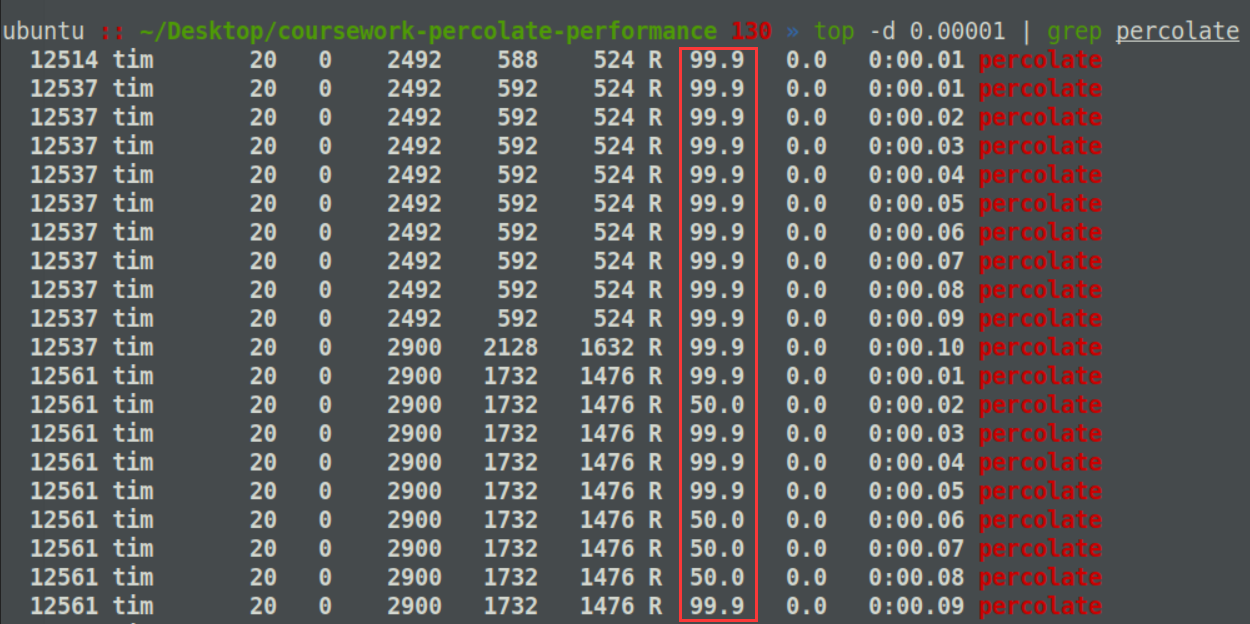 ubuntu :: ~/Desktop/coursework-percolate-performance 130 » top -d 0.00001 | grep percolate
12514 tim 20 0 2492 588 524 R 99.9 0.0 0:00.01 percolate
12537 tim 20 0 2492 592 524 R 99.9 0.0 0:00.01 percolate
12537 tim 20 0 2492 592 524 R 99.9 0.0 0:00.02 percolate
12537 tim 20 0 2492 592 524 R 99.9 0.0 0:00.03 percolate
12537 tim 20 0 2492 592 524 R 99.9 0.0 0:00.04 percolate
12537 tim 20 0 2492 592 524 R 99.9 0.0 0:00.05 percolate
12537 tim 20 0 2492 592 524 R 99.9 0.0 0:00.06 percolate
12537 tim 20 0 2492 592 524 R 99.9 0.0 0:00.07 percolate
12537 tim 20 0 2492 592 524 R 99.9 0.0 0:00.08 percolate
12537 tim 20 0 2492 592 524 R 99.9 0.0 0:00.09 percolate
12537 tim 20 0 2900 2128 1632 R 99.9 0.0 0:00.10 percolate
12561 tim 20 0 2900 1732 1476 R 99.9 0.0 0:00.01 percolate
12561 tim 20 0 2900 1732 1476 R 50.0 0.0 0:00.02 percolate
12561 tim 20 0 2900 1732 1476 R 99.9 0.0 0:00.03 percolate
12561 tim 20 0 2900 1732 1476 R 99.9 0.0 0:00.04 percolate
12561 tim 20 0 2900 1732 1476 R 99.9 0.0 0:00.05 percolate
12561 tim 20 0 2900 1732 1476 R 50.0 0.0 0:00.06 percolate
12561 tim 20 0 2900 1732 1476 R 50.0 0.0 0:00.07 percolate
12561 tim 20 0 2900 1732 1476 R 50.0 0.0 0:00.08 percolate
12561 tim 20 0 2900 1732 1476 R 99.9 0.0 0:00.09 percolate